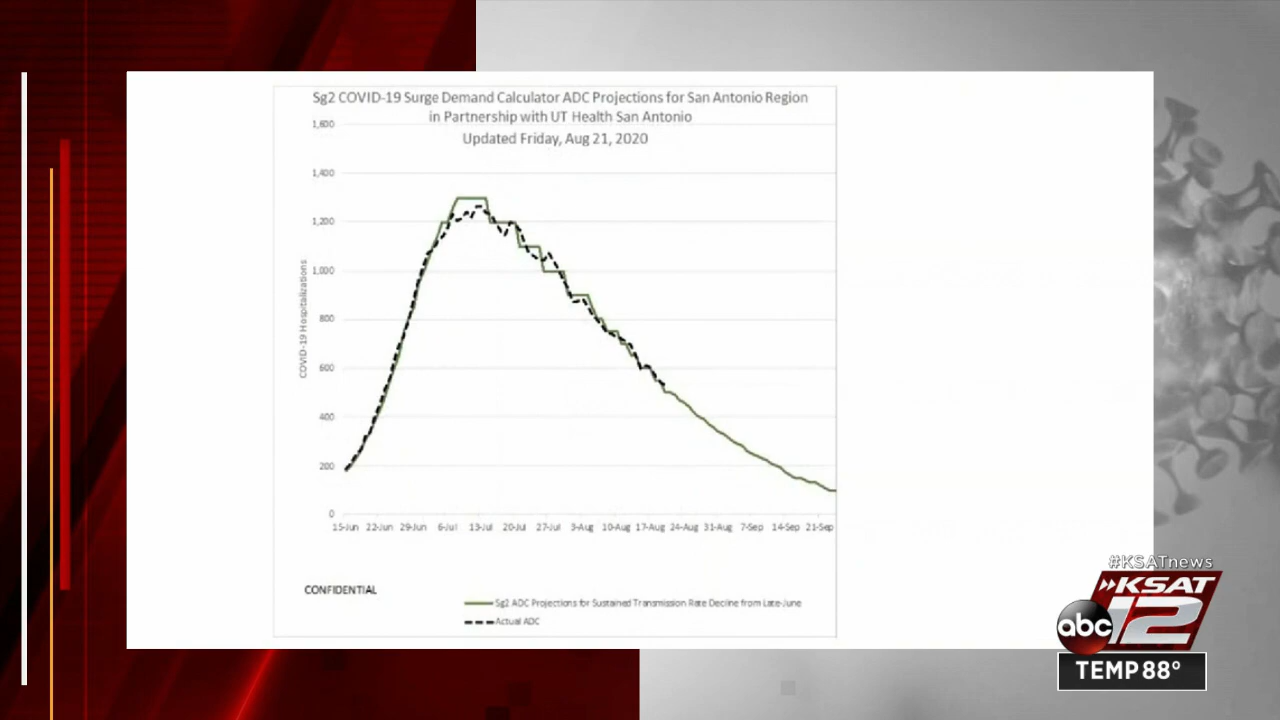 Sg2 COVID-19 Surge Demand Calculator ADC Projections for San Antonio Region
in Partnership with UT Health San Antonio
Updated Friday, Aug 21, 2020
1,600
1,400
1,200
1,000
800
600
400
200
0
COVID-19 Hospitalizations
15-Jun 22-Jun 29-Jun 6-Jul 13-Jul 20-Jul 27-Jul 3-Aug 10-Aug 17-Aug 24-Aug 31-Aug 7-Sep 14-Sep 21-Sep
CONFIDENTIAL
Sg2 ADC Projections for Sustained Transmission Rate Decline from Late-June
Actual ADC
#KSATnews
KSAT
abc 12
TEMP 88°